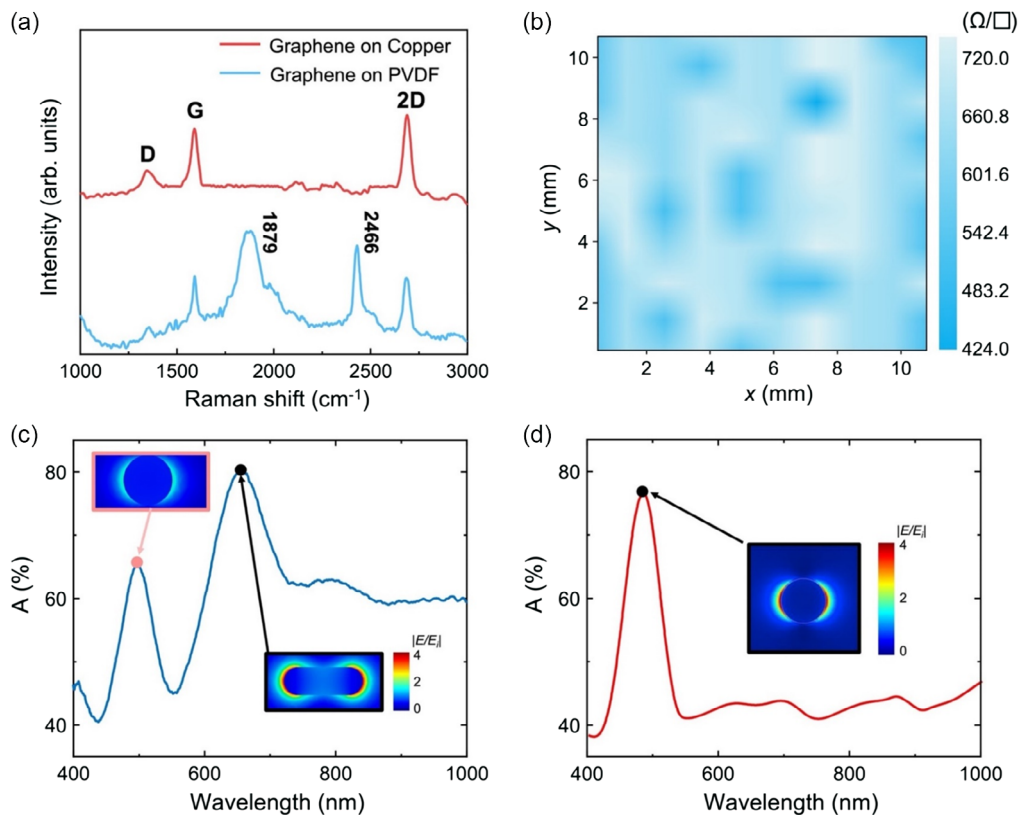 (a)
Graphene on Copper
Graphene on PVDF
D
G
2D
1879
2466
Intensity (arb. units)
1000 1500 2000 2500 3000
Raman shift (cm-1)
(b)
(Ω/□)
10
8
6
4
2
y (mm)
2 4 6 8 10
x (mm)
720.0
660.8
601.6
542.4
483.2
424.0
(c)
80
60
40
A (%)
|E/Ei|
4
2
0
400 600 800 1000
Wavelength (nm)
(d)
80
60
40
A (%)
|E/Ei|
4
2
0
400 600 800 1000
Wavelength (nm)